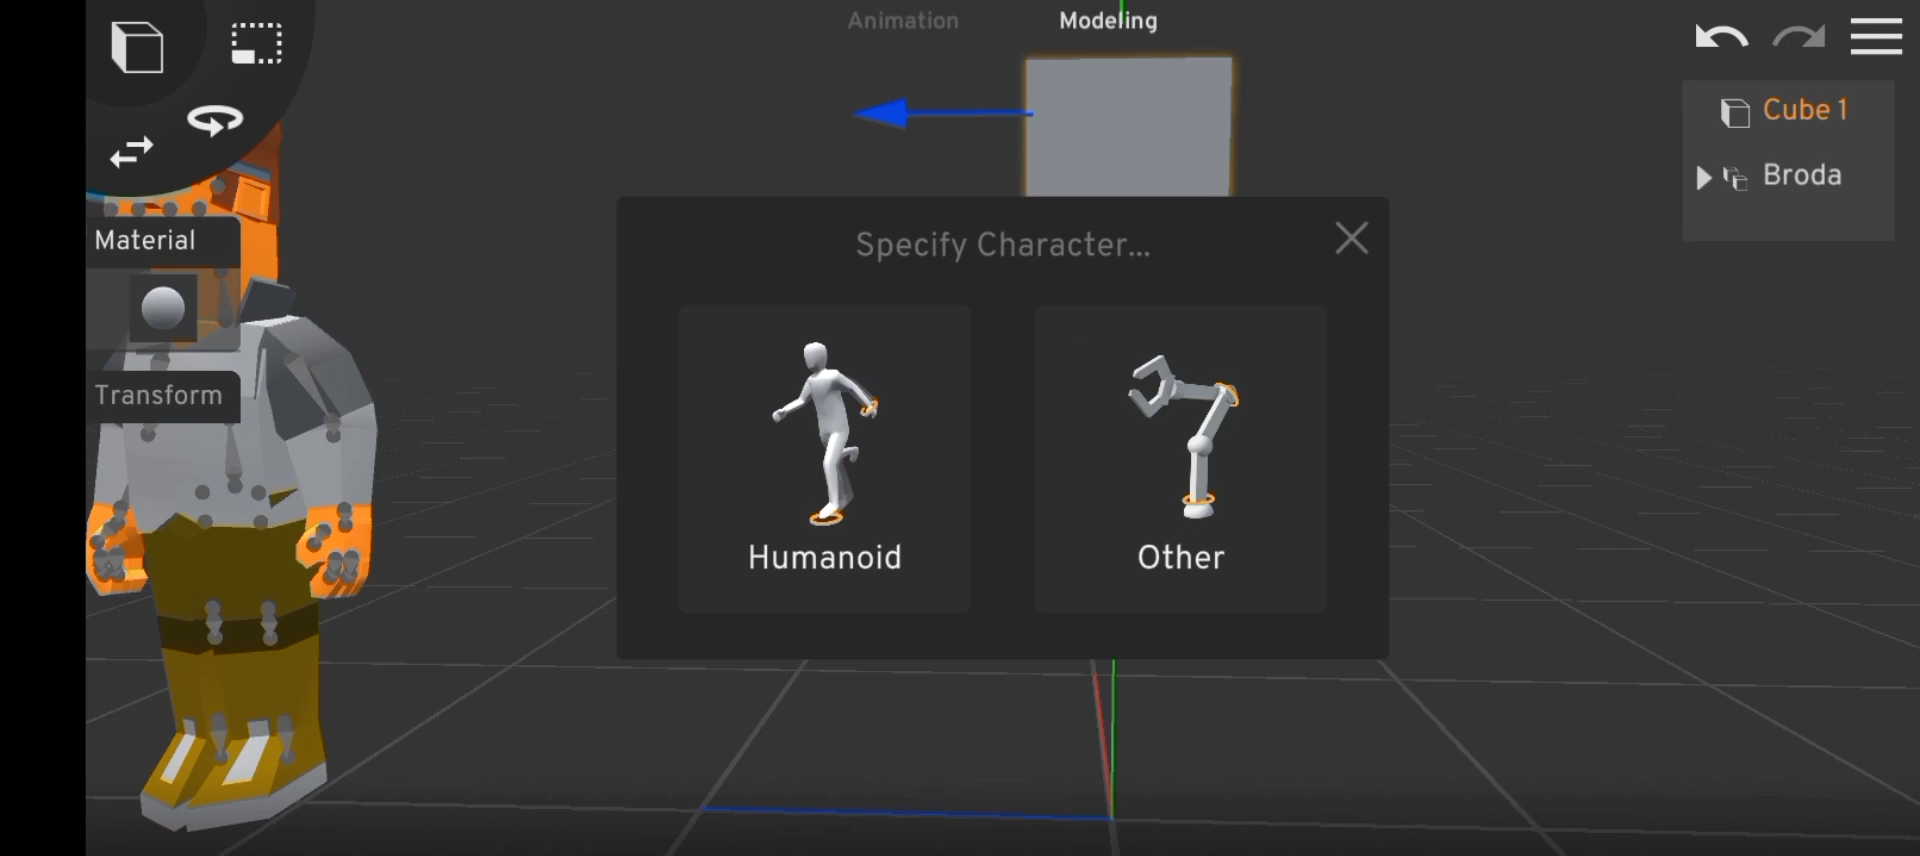 Animation
Modeling
Cube 1
Broda
Material
Transform
Specify Character...
Humanoid
Other